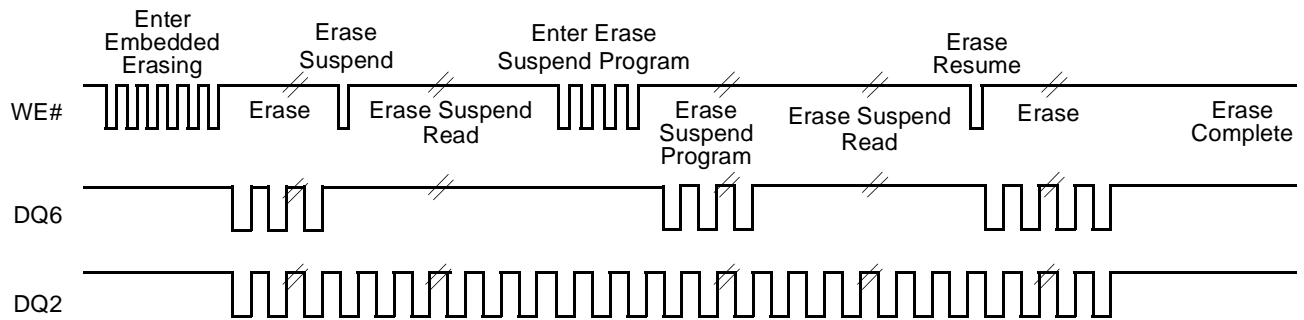 Enter
Embedded
Erasing
Erase
Suspend
Enter Erase
Suspend Program
Erase
Resume
WE#
Erase
Erase Suspend
Read
Erase
Suspend
Program
Erase Suspend
Read
Erase
Erase
Complete
DQ6
DQ2